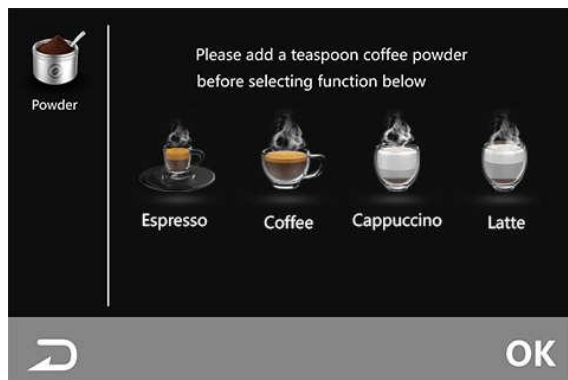 Please add a teaspoon coffee powder
before selecting function below
Powder
Espresso
Coffee
Cappuccino
Latte
OK